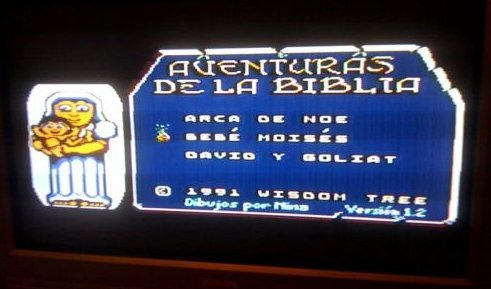 AVENTURAS
DE LA BIBLIA
ARCA DE NOE
BEBÉ MOISÉS
DAVID Y GOLIAT
© 1991 WISDOM TREE
Dibujos por Nina Versión 1.2